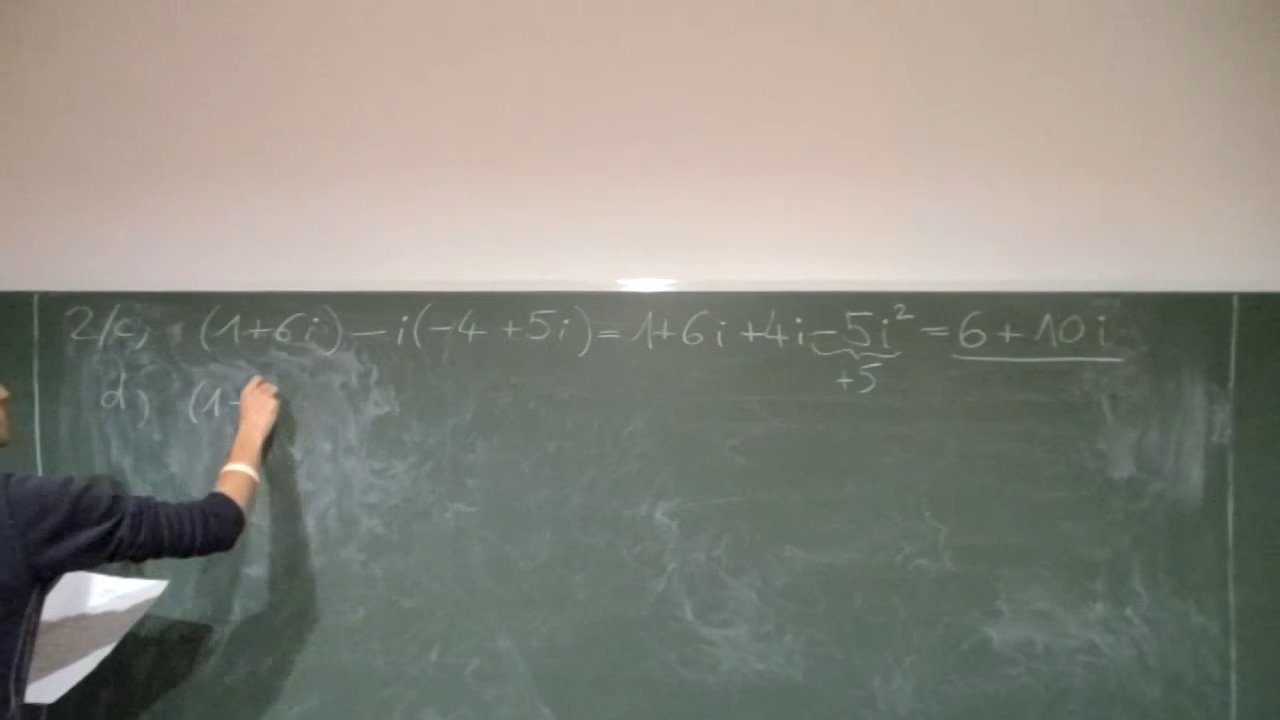 2/c, (1+6i) - i(-4 + 5i) = 1+6i +4i -5i² = 6 + 10i
+5
d, (1-